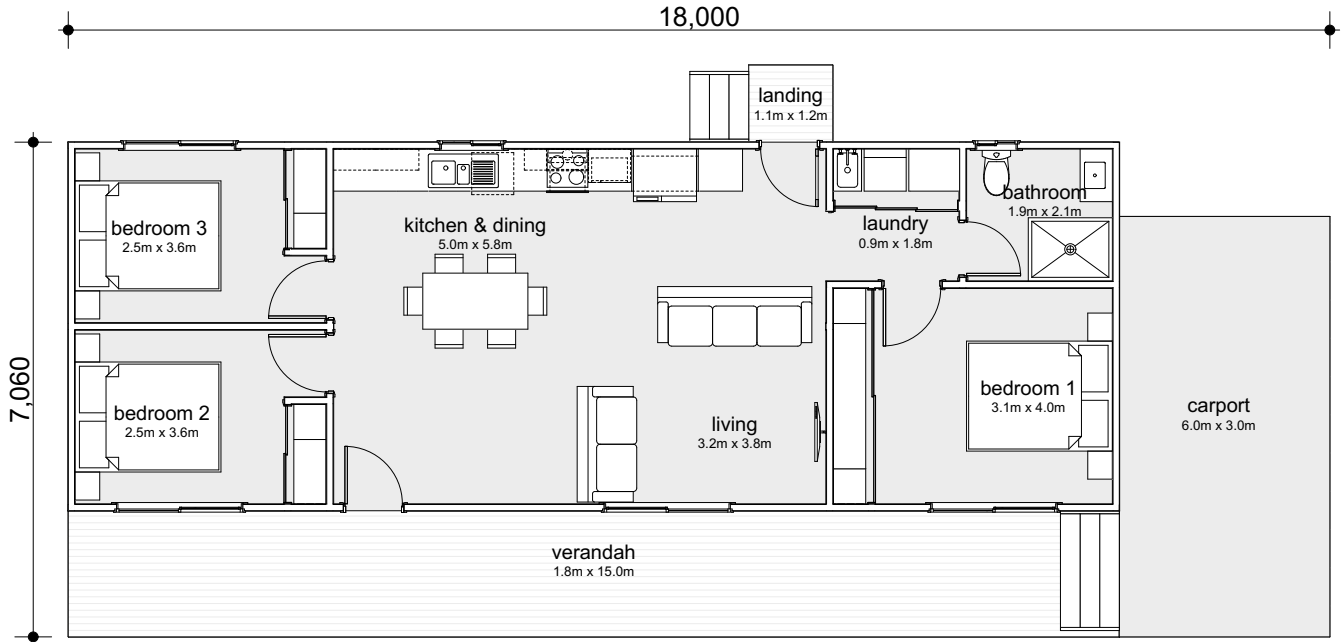 18,000
landing
1.1m x 1.2m
bedroom 3
2.5m x 3.6m
kitchen & dining
5.0m x 5.8m
laundry
0.9m x 1.8m
bathroom
1.9m x 2.1m
7,060
bedroom 2
2.5m x 3.6m
living
3.2m x 3.8m
bedroom 1
3.1m x 4.0m
carport
6.0m x 3.0m
verandah
1.8m x 15.0m